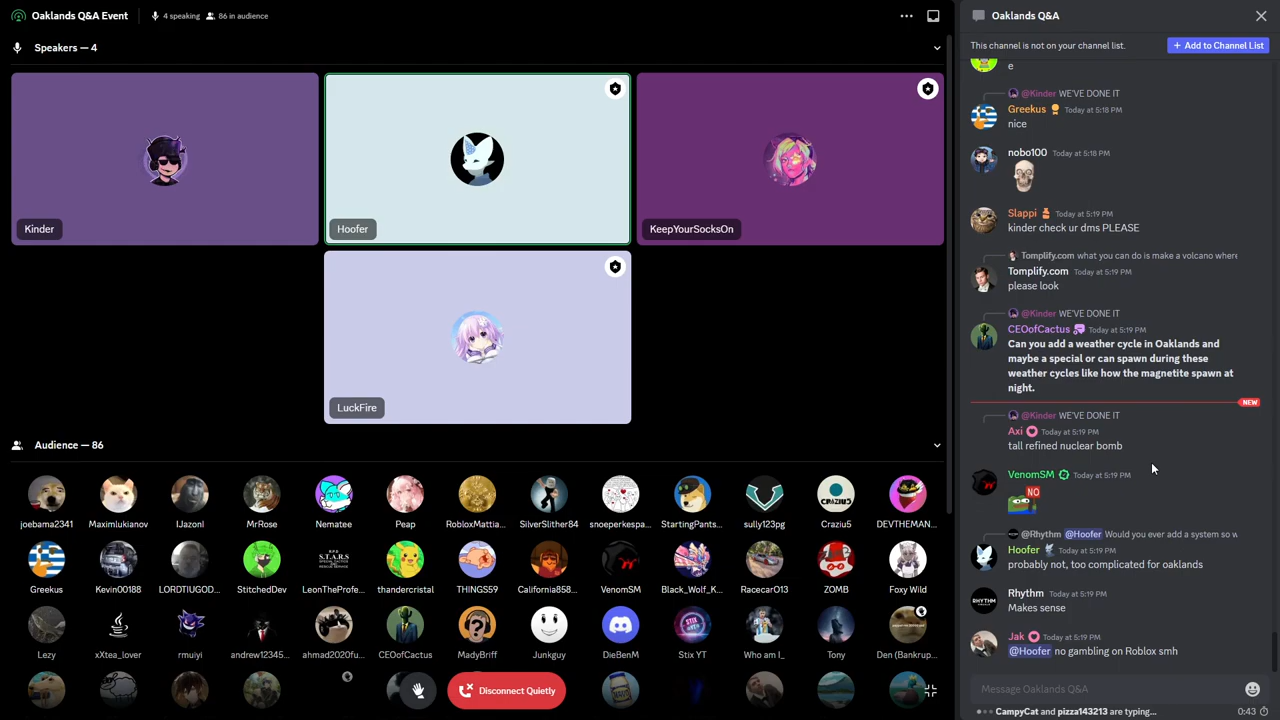 Oaklands Q&A Event
4 speaking
86 in audience
Speakers — 4
Kinder
Hoofer
KeepYourSocksOn
LuckFire
Audience — 86
joebama2341
Maximlukianov
IJazonI
MrRose
Nematee
Peap
RobloxMattia...
SilverSlither84
snoeperkespa...
StartingPants...
sully123pg
Craziu5
DEVTHEMAN...
Greekus
Kevin00188
LORDTIUGOD...
StitchedDev
LeonTheProfe...
thandercristal
THINGS59
California858...
VenomSM
Black_Wolf_K...
RacecarO13
ZOMB
Foxy Wild
Lezy
xXtea_lover
rmuiyi
andrew12345...
ahmad2020fu...
CEOofCactus
MadyBriff
Junkguy
DieBenM
Stix YT
Who am I_
Tony
Den (Bankrup...
Disconnect Quietly
Oaklands Q&A
This channel is not on your channel list.
+ Add to Channel List
e
@Kinder WE'VE DONE IT
Greekus Today at 5:18 PM
nice
nobo100 Today at 5:18 PM
Slappi Today at 5:19 PM
kinder check ur dms PLEASE
Tomplify.com what you can do is make a volcano where
Tomplify.com Today at 5:19 PM
please look
@Kinder WE'VE DONE IT
CEOofCactus Today at 5:19 PM
Can you add a weather cycle in Oaklands and
maybe a special or can spawn during these
weather cycles like how the magnetite spawn at
night.
NEW
@Kinder WE'VE DONE IT
Axi Today at 5:19 PM
tall refined nuclear bomb
VenomSM Today at 5:19 PM
NO
@Rhythm @Hoofer Would you ever add a system so w
Hoofer Today at 5:19 PM
probably not, too complicated for oaklands
Rhythm Today at 5:19 PM
Makes sense
Jak Today at 5:19 PM
@Hoofer no gambling on Roblox smh
Message Oaklands Q&A
CampyCat and pizza143213 are typing...
0:43